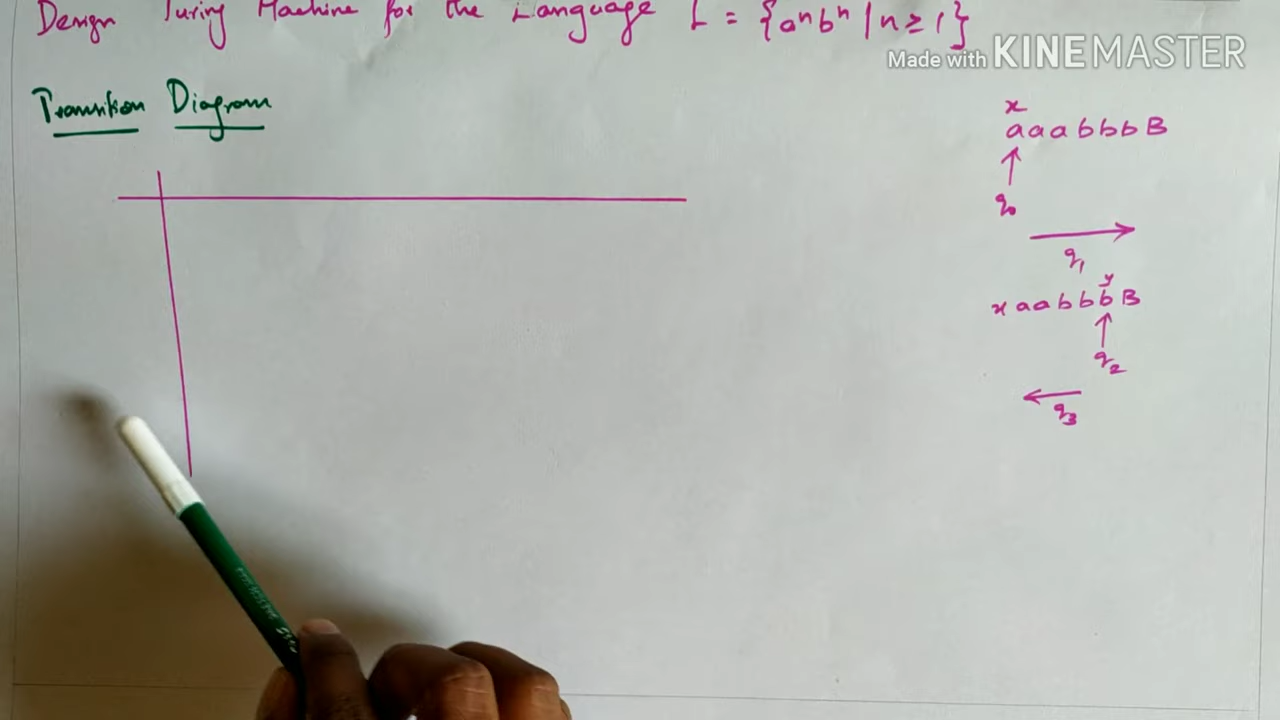 Design Turing Machine for the Language L = {aⁿbⁿ | n ≥ 1}
Made with KINEMASTER
Transition Diagram
x
aaabbbB
q₀
q₁
y
xaabbbB
q₂
q₃